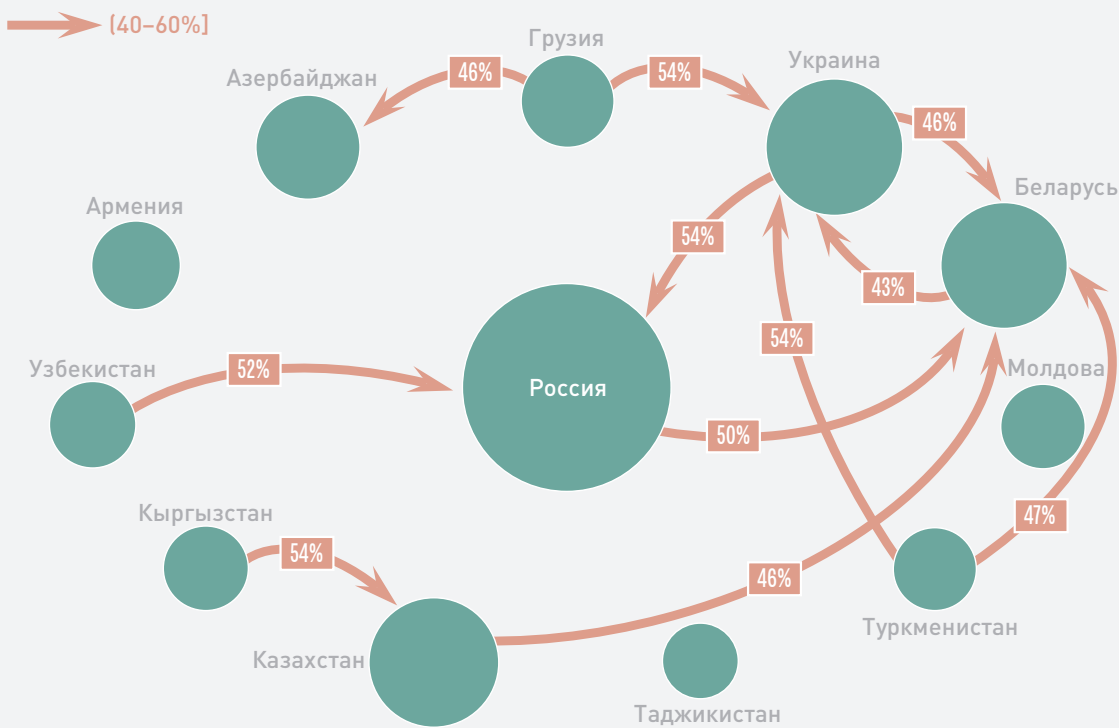 (40–60%]
Грузия
Украина
Азербайджан
46%
54%
46%
Беларусь
Армения
54%
43%
54%
Узбекистан
52%
Россия
Молдова
50%
Кыргызстан
47%
54%
46%
Туркменистан
Казахстан
Таджикистан